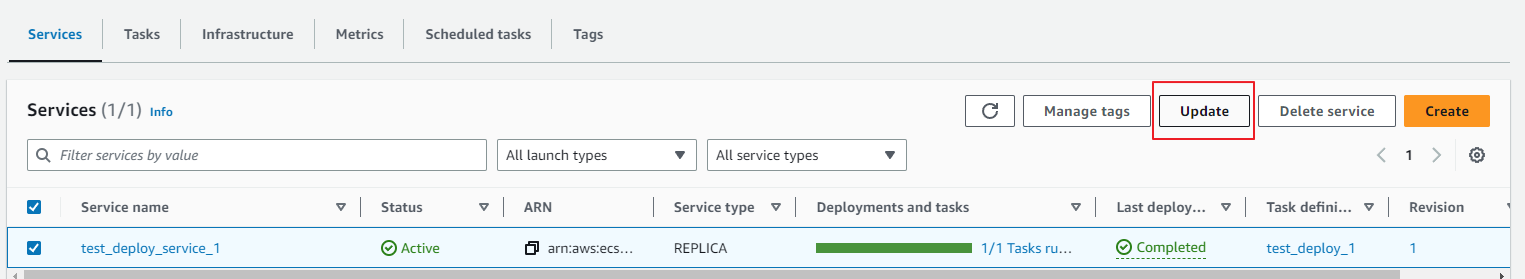 Services Tasks Infrastructure Metrics Scheduled tasks Tags
Services (1/1) Info Manage tags Update Delete service Create
Filter services by value All launch types All service types 1
Service name Status ARN Service type Deployments and tasks Last deploy... Task defini... Revision
test_deploy_service_1 Active arn:aws:ecs... REPLICA 1/1 Tasks ru... Completed test_deploy_1 1